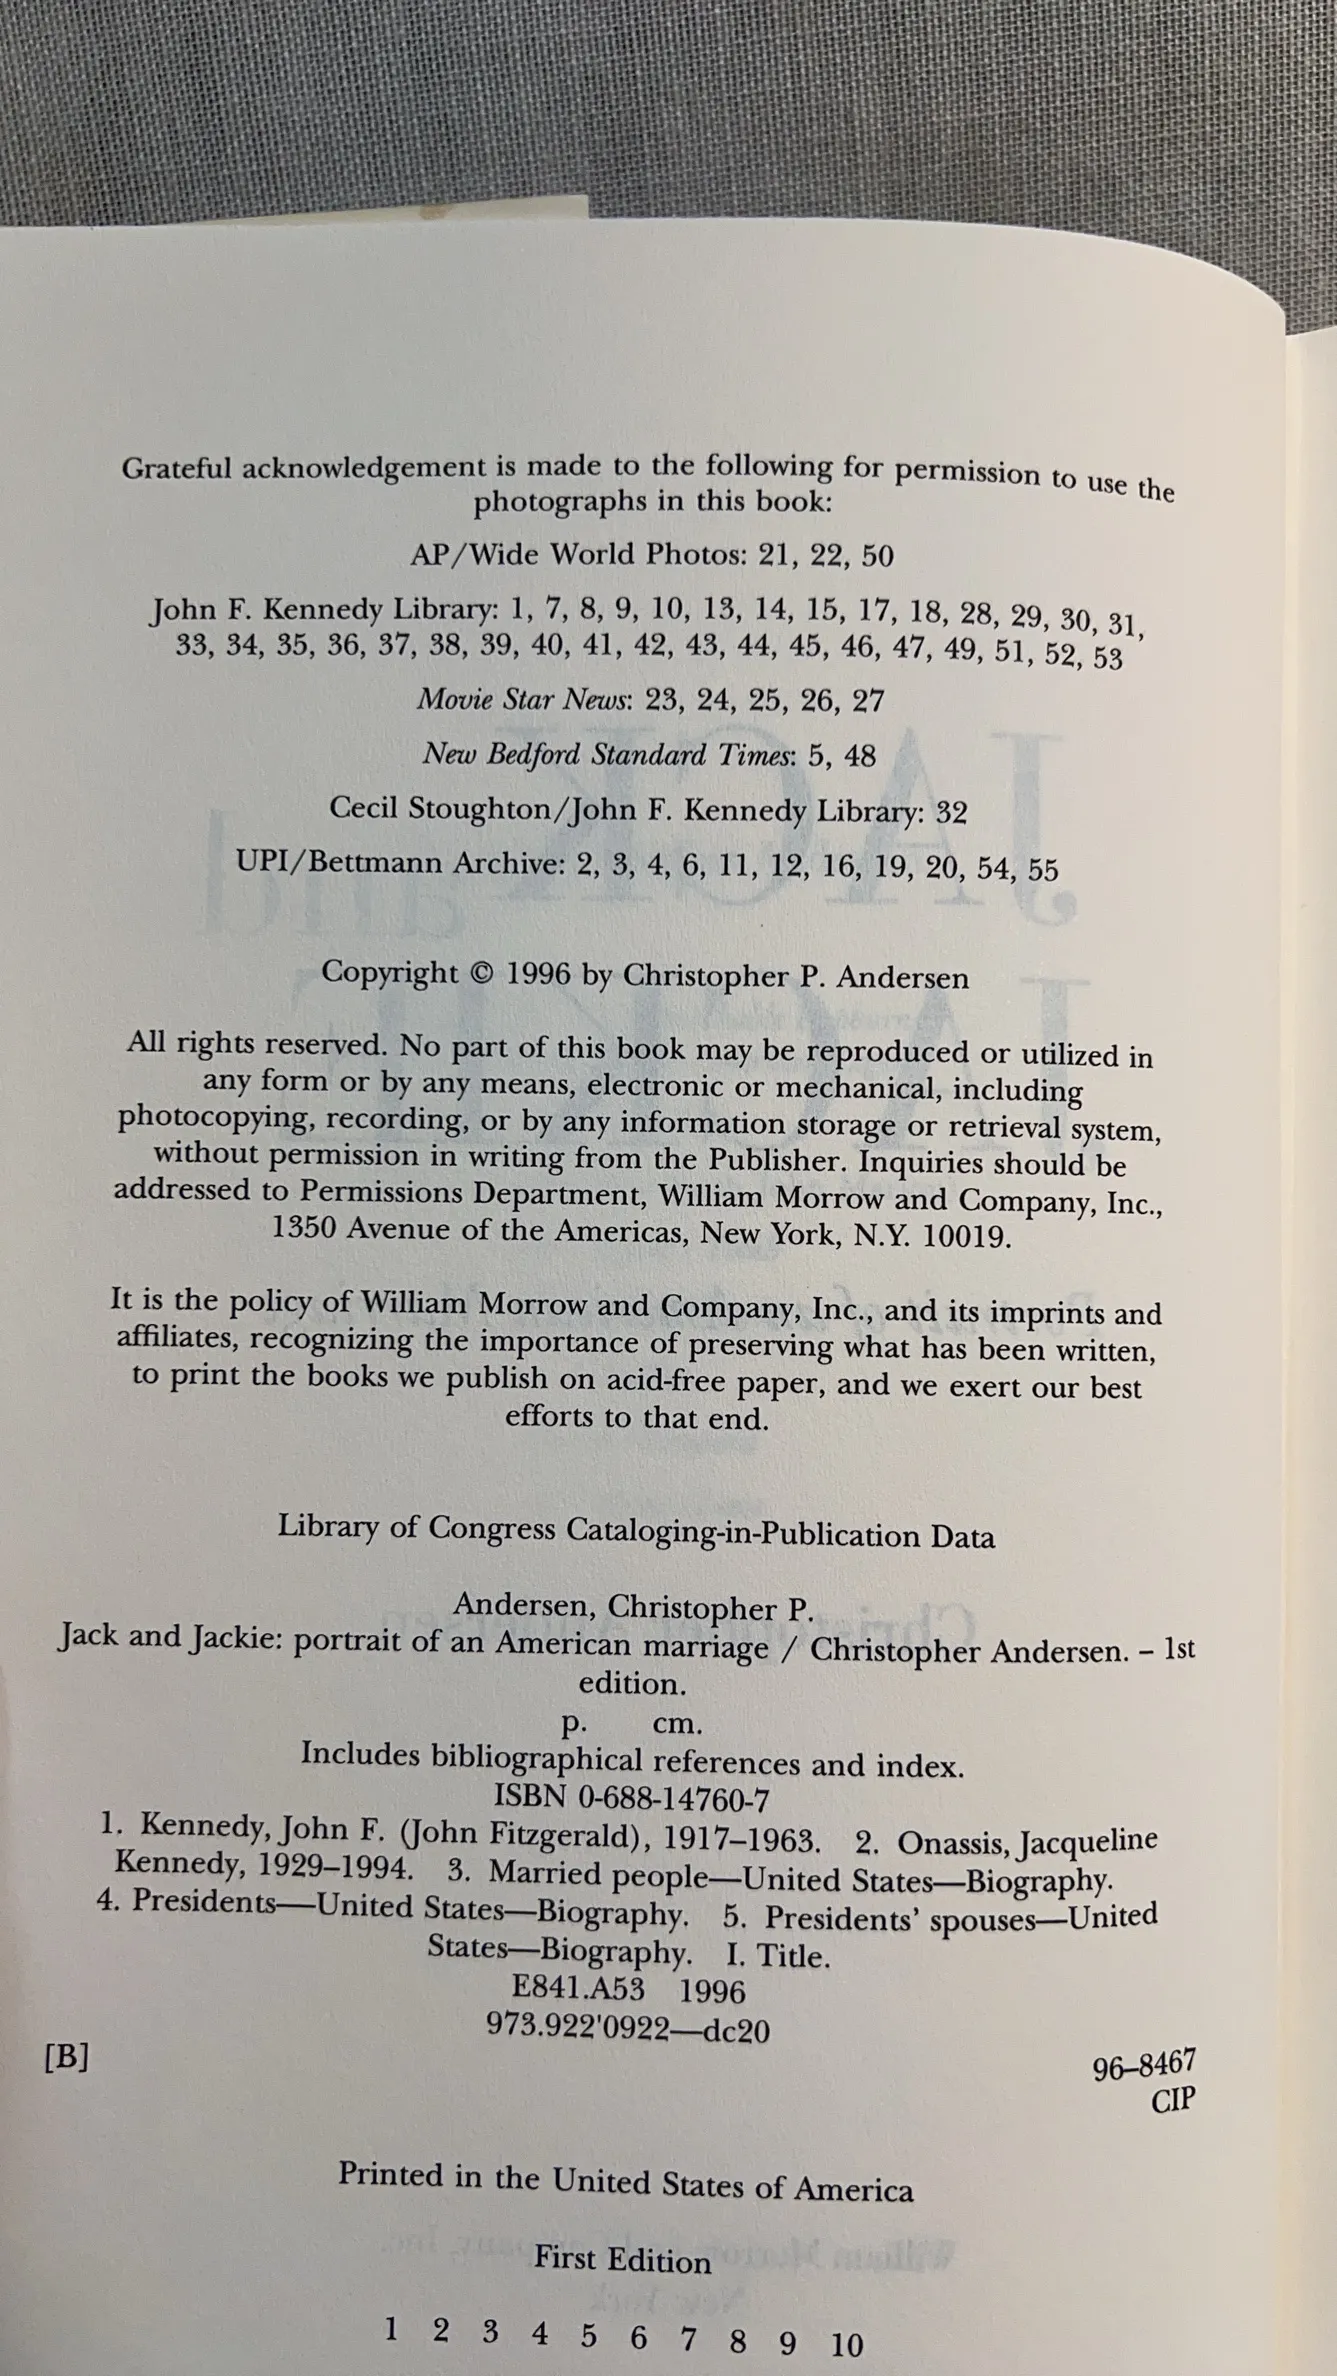 Grateful acknowledgement is made to the following for permission to use the
photographs in this book:
AP/Wide World Photos: 21, 22, 50
John F. Kennedy Library: 1, 7, 8, 9, 10, 13, 14, 15, 17, 18, 28, 29, 30, 31,
33, 34, 35, 36, 37, 38, 39, 40, 41, 42, 43, 44, 45, 46, 47, 49, 51, 52, 53
Movie Star News: 23, 24, 25, 26, 27
New Bedford Standard Times: 5, 48
Cecil Stoughton/John F. Kennedy Library: 32
UPI/Bettmann Archive: 2, 3, 4, 6, 11, 12, 16, 19, 20, 54, 55
Copyright © 1996 by Christopher P. Andersen
All rights reserved. No part of this book may be reproduced or utilized in
any form or by any means, electronic or mechanical, including
photocopying, recording, or by any information storage or retrieval system,
without permission in writing from the Publisher. Inquiries should be
addressed to Permissions Department, William Morrow and Company, Inc.,
1350 Avenue of the Americas, New York, N.Y. 10019.
It is the policy of William Morrow and Company, Inc., and its imprints and
affiliates, recognizing the importance of preserving what has been written,
to print the books we publish on acid-free paper, and we exert our best
efforts to that end.
Library of Congress Cataloging-in-Publication Data
Andersen, Christopher P.
Jack and Jackie: portrait of an American marriage / Christopher Andersen. – 1st
edition.
p. cm.
Includes bibliographical references and index.
ISBN 0-688-14760-7
1. Kennedy, John F. (John Fitzgerald), 1917–1963. 2. Onassis, Jacqueline
Kennedy, 1929–1994. 3. Married people—United States—Biography.
4. Presidents—United States—Biography. 5. Presidents' spouses—United
States—Biography. I. Title.
E841.A53 1996
973.922'0922—dc20
[B]
96–8467
CIP
Printed in the United States of America
First Edition
1 2 3 4 5 6 7 8 9 10